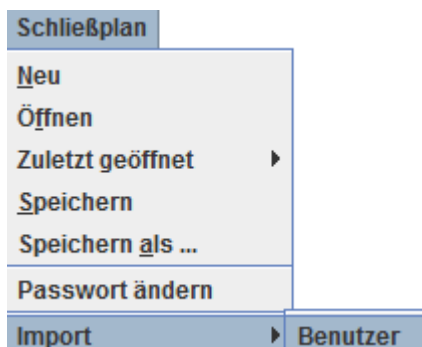 Schließplan
Neu
Öffnen
Zuletzt geöffnet
Speichern
Speichern als ...
Passwort ändern
Import
Benutzer